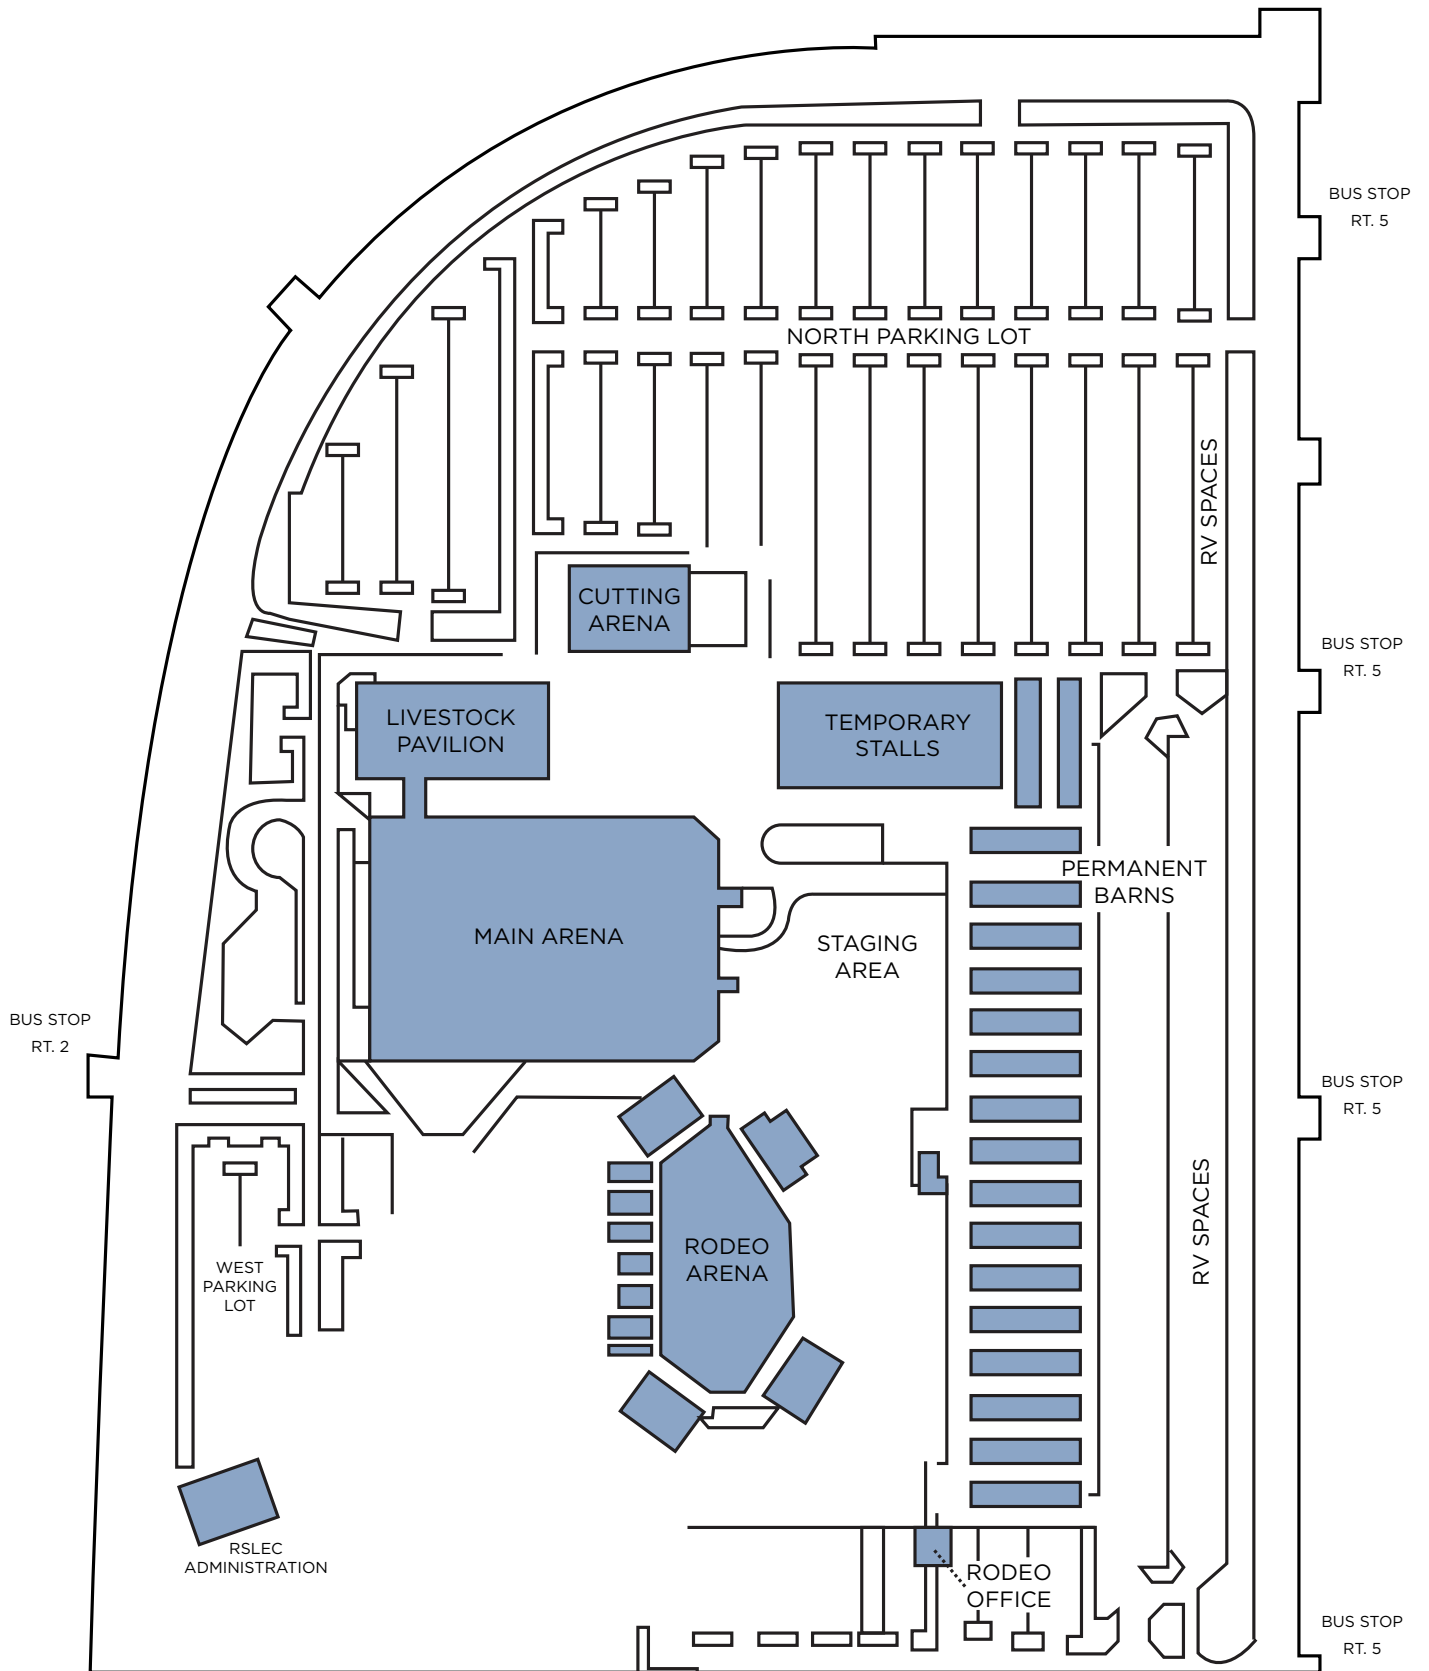 BUS STOP
RT. 5
NORTH PARKING LOT
RV SPACES
CUTTING
ARENA
BUS STOP
RT. 5
LIVESTOCK
PAVILION
TEMPORARY
STALLS
PERMANENT
BARNS
MAIN ARENA
STAGING
AREA
BUS STOP
RT. 2
BUS STOP
RT. 5
RV SPACES
RODEO
ARENA
WEST
PARKING
LOT
RSLEC
ADMINISTRATION
RODEO
OFFICE
BUS STOP
RT. 5